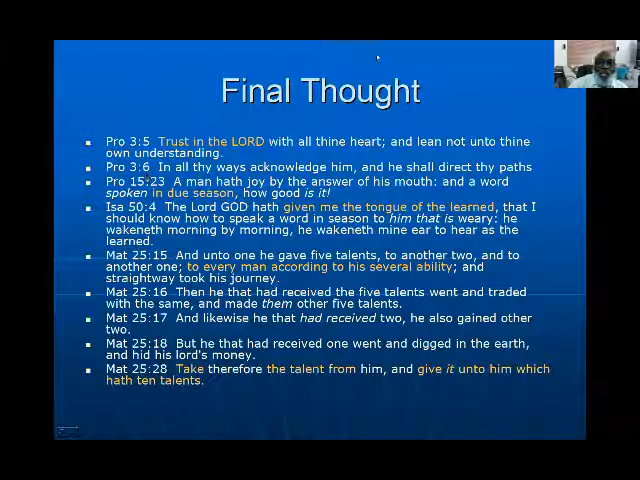 Final Thought
Pro 3:5 Trust in the LORD with all thine heart; and lean not unto thine
own understanding.
Pro 3:6 In all thy ways acknowledge him, and he shall direct thy paths
Pro 15:23 A man hath joy by the answer of his mouth: and a word
spoken in due season, how good is it!
Isa 50:4 The Lord GOD hath given me the tongue of the learned, that I
should know how to speak a word in season to him that is weary: he
wakeneth morning by morning, he wakeneth mine ear to hear as the
learned.
Mat 25:15 And unto one he gave five talents, to another two, and to
another one; to every man according to his several ability; and
straightway took his journey.
Mat 25:16 Then he that had received the five talents went and traded
with the same, and made them other five talents.
Mat 25:17 And likewise he that had received two, he also gained other
two.
Mat 25:18 But he that had received one went and digged in the earth,
and hid his lord's money.
Mat 25:28 Take therefore the talent from him, and give it unto him which
hath ten talents.